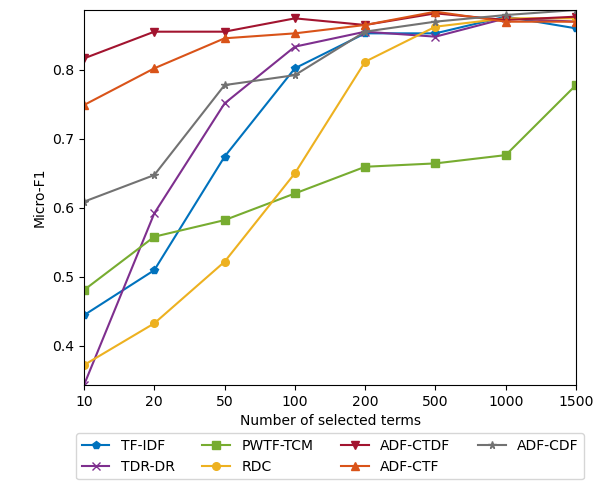 0.8
0.7
0.6
0.5
0.4
Micro-F1
10 20 50 100 200 500 1000 1500
Number of selected terms
TF-IDF PWTF-TCM ADF-CTDF ADF-CDF
TDR-DR RDC ADF-CTF